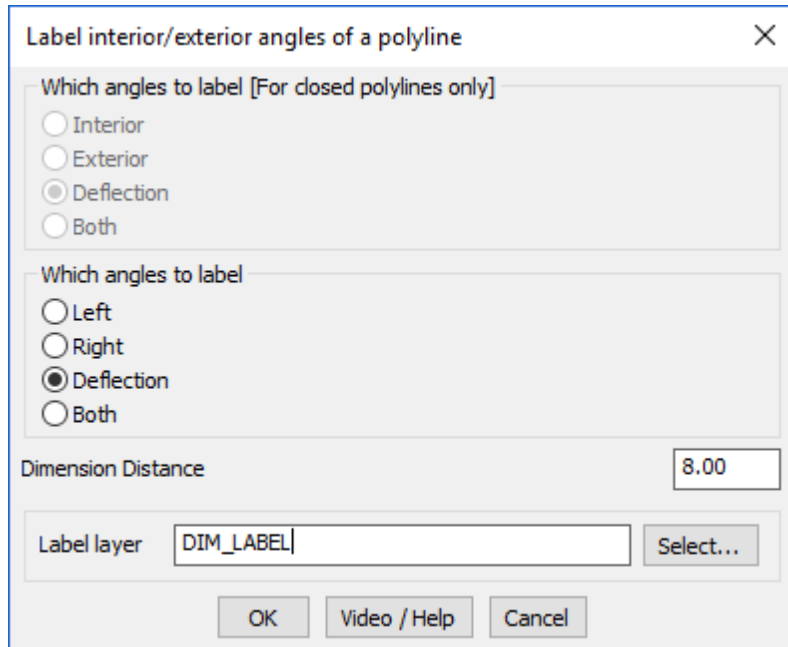 Label interior/exterior angles of a polyline
Which angles to label [For closed polylines only]
Interior
Exterior
Deflection
Both
Which angles to label
Left
Right
Deflection
Both
Dimension Distance 8.00
Label layer DIM_LABEL Select...
OK Video / Help Cancel